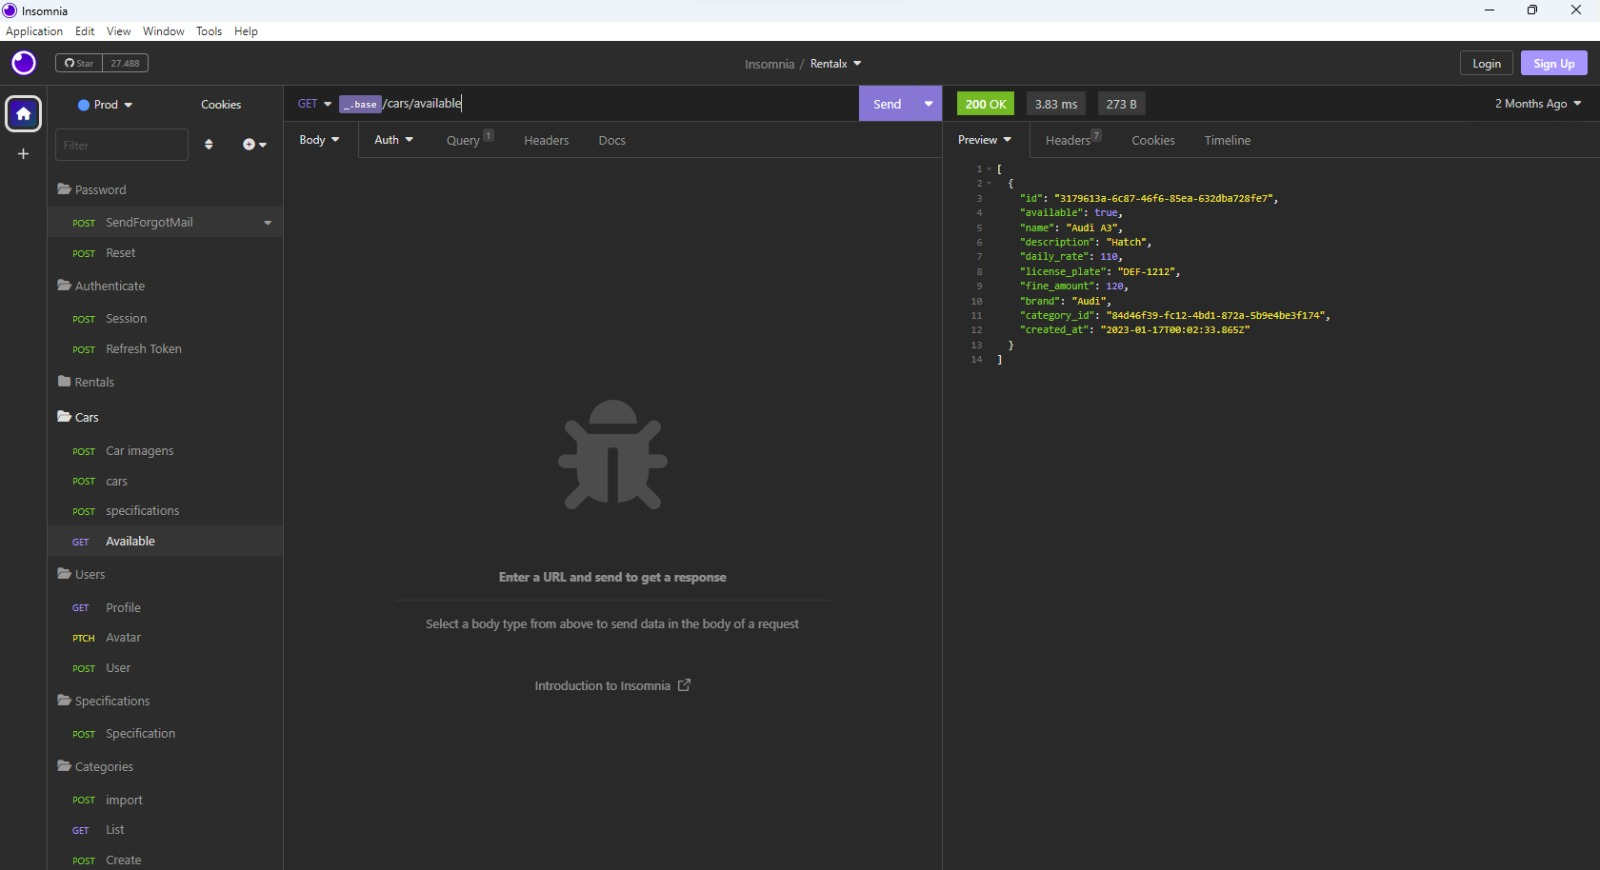 Insomnia
Application Edit View Window Tools Help
Star 27.488
Insomnia / Rentalx
Login Sign Up
Prod Cookies
Filter
Password
POST SendForgotMail
POST Reset
Authenticate
POST Session
POST Refresh Token
Rentals
Cars
POST Car imagens
POST cars
POST specifications
GET Available
Users
GET Profile
PTCH Avatar
POST User
Specifications
POST Specification
Categories
POST import
GET List
POST Create
GET _.base /cars/available Send
Body Auth Query 1 Headers Docs
Enter a URL and send to get a response
Select a body type from above to send data in the body of a request
Introduction to Insomnia
200 OK 3.83 ms 273 B 2 Months Ago
Preview Headers 7 Cookies Timeline
1 [
2 {
3 "id": "3179613a-6c87-46f6-85ea-632dba728fe7",
4 "available": true,
5 "name": "Audi A3",
6 "description": "Hatch",
7 "daily_rate": 110,
8 "license_plate": "DEF-1212",
9 "fine_amount": 120,
10 "brand": "Audi",
11 "category_id": "84d46f39-fc12-4bd1-872a-5b9e4be3f174",
12 "created_at": "2023-01-17T00:02:33.865Z"
13 }
14 ]